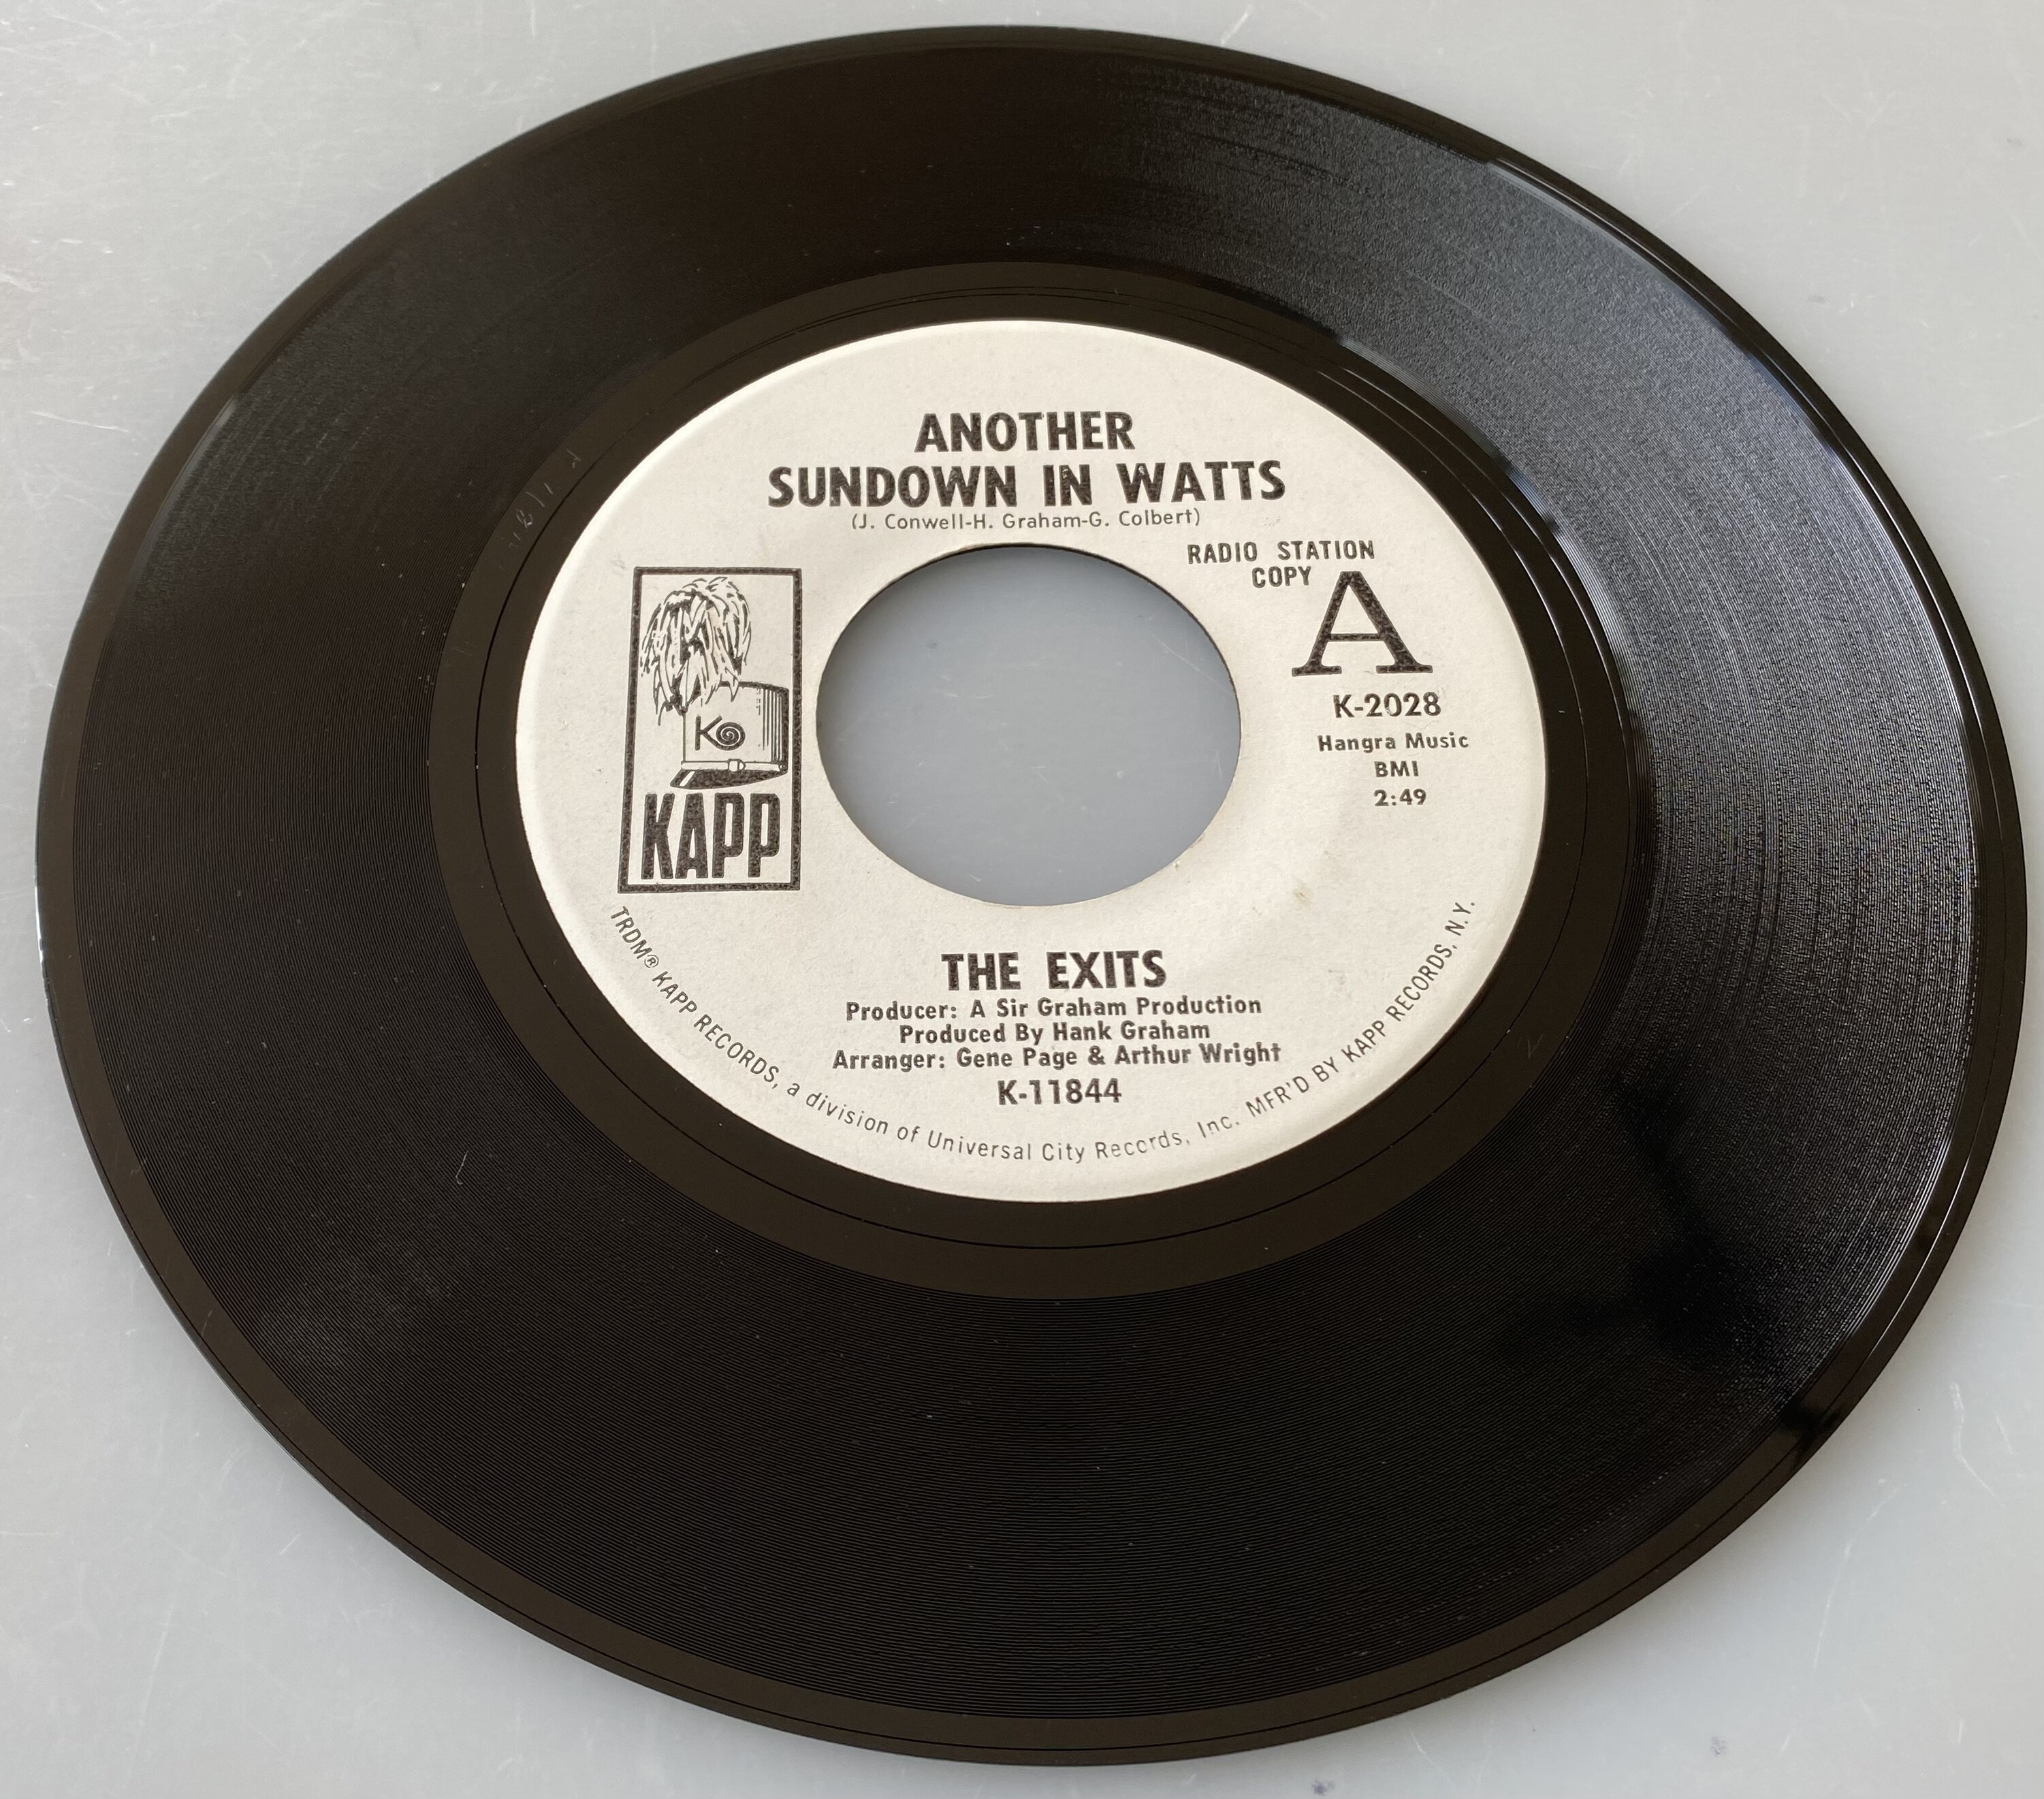 ANOTHER
SUNDOWN IN WATTS
(J. Conwell-H. Graham-G. Colbert)
RADIO STATION
COPY
A
K-2028
Hangra Music
BMI
2:49
K
KAPP
THE EXITS
Producer: A Sir Graham Production
Produced By Hank Graham
Arranger: Gene Page & Arthur Wright
K-11844
TRDM® KAPP RECORDS, a division of Universal City Records, Inc. MFR'D BY KAPP RECORDS, N.Y.